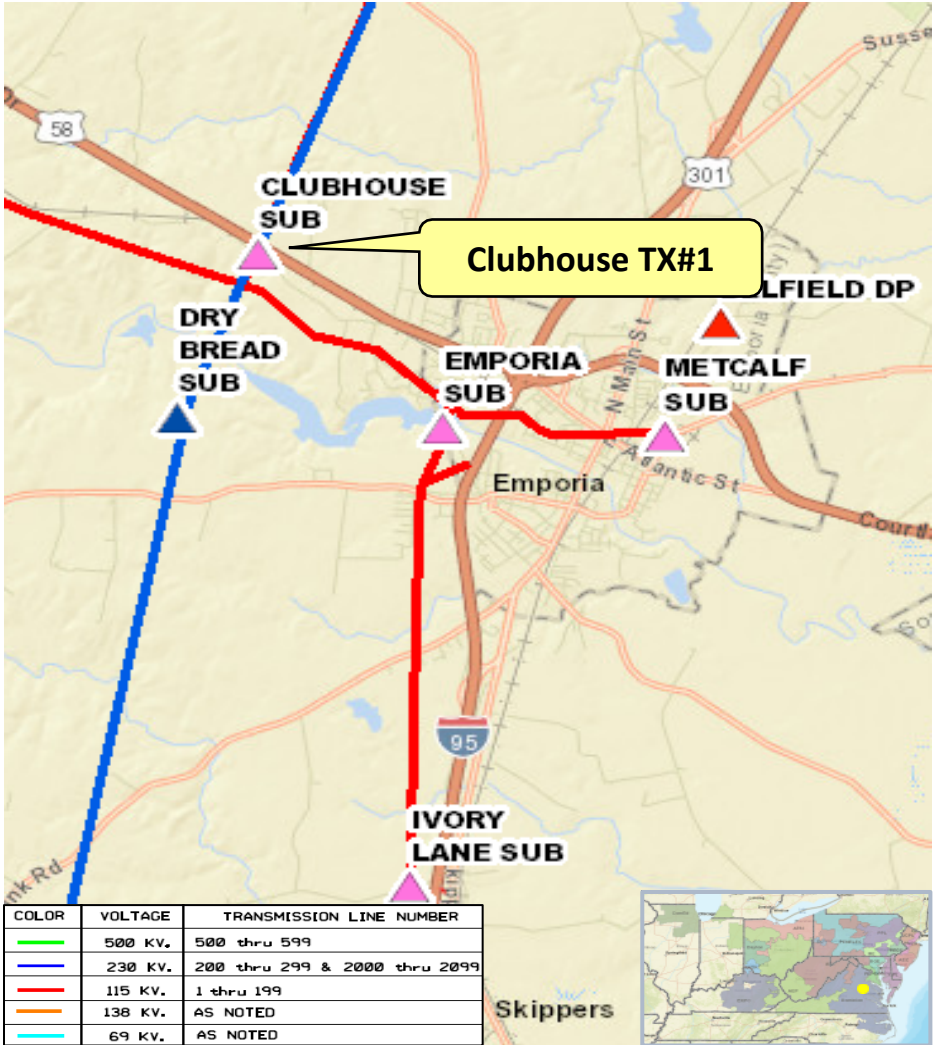 Susse
58
301
CLUBHOUSE
SUB
Clubhouse TX#1
LFIELD DP
DRY
BREAD
SUB
EMPORIA
SUB
N Main St
METCALF
SUB
Atlantic St
Emporia
Courtl
95
IVORY
LANE SUB
nk Rd
Skippers
COLOR VOLTAGE TRANSMISSION LINE NUMBER
500 KV. 500 thru 599
230 KV. 200 thru 299 & 2000 thru 2099
115 KV. 1 thru 199
138 KV. AS NOTED
69 KV. AS NOTED